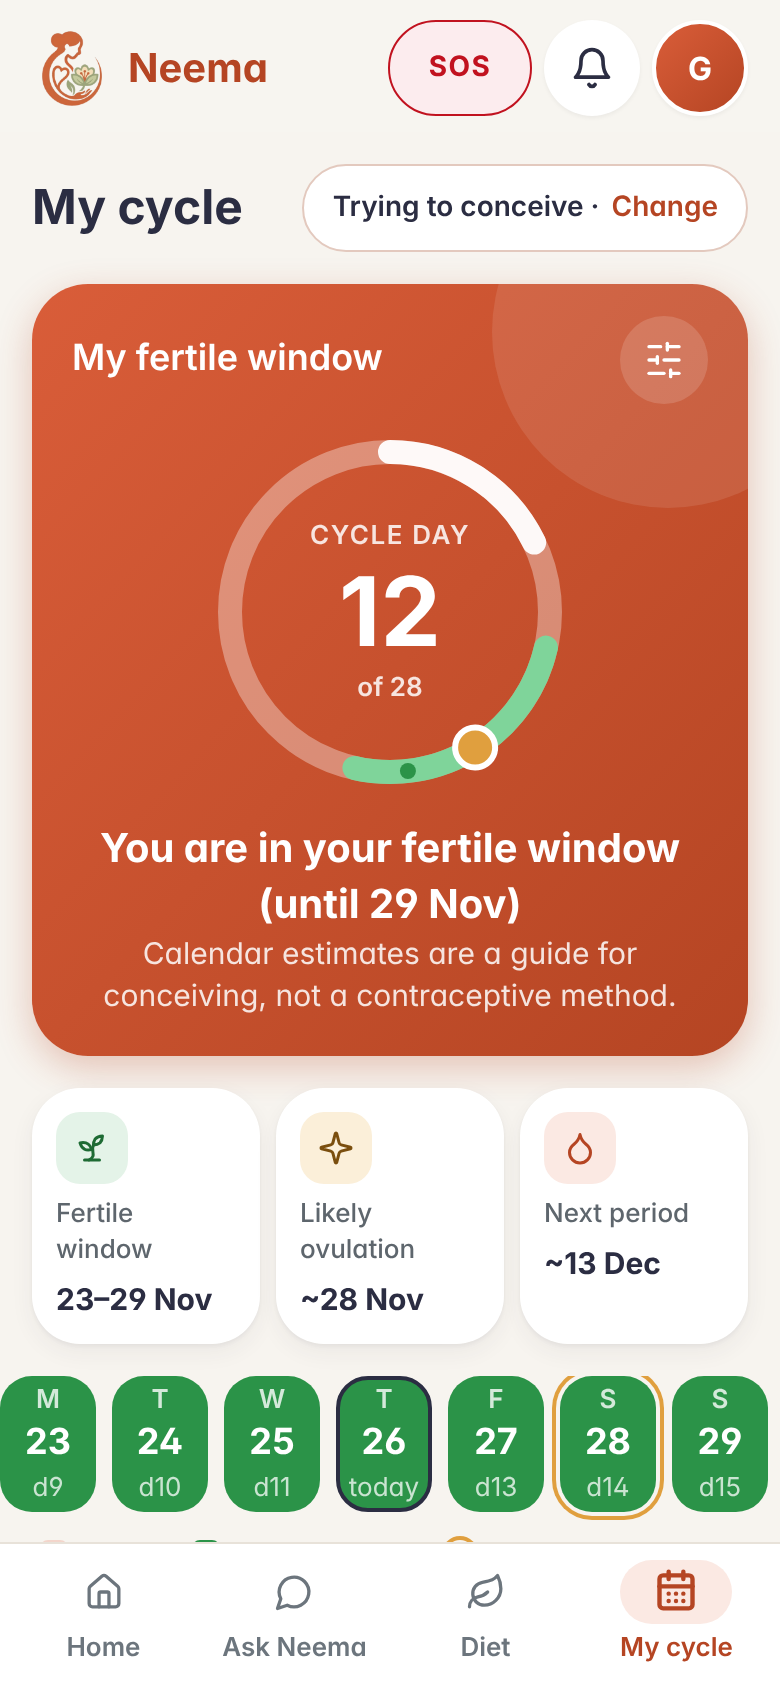 Neema
SOS
G
My cycle
Trying to conceive · Change
My fertile window
CYCLE DAY
12
of 28
You are in your fertile window
(until 29 Nov)
Calendar estimates are a guide for
conceiving, not a contraceptive method.
Fertile
window
23–29 Nov
Likely
ovulation
~28 Nov
Next period
~13 Dec
M T W T F S S
23 24 25 26 27 28 29
d9 d10 d11 today d13 d14 d15
Home Ask Neema Diet My cycle